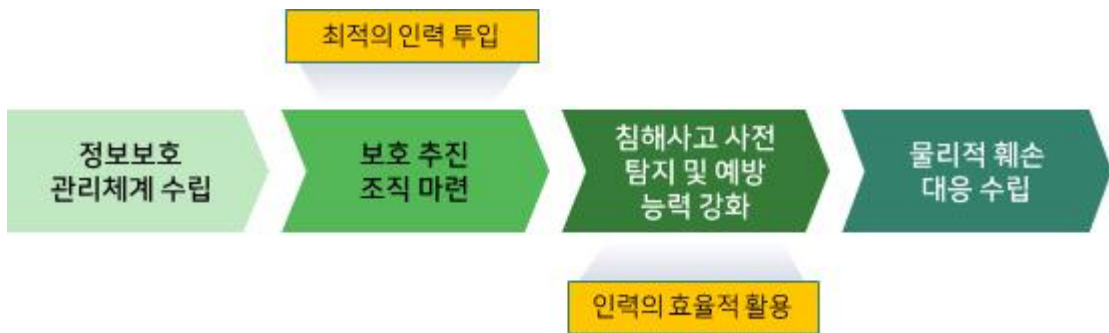 최적의 인력 투입
정보보호
관리체계 수립
보호 추진
조직 마련
침해사고 사전
탐지 및 예방
능력 강화
물리적 훼손
대응 수립
인력의 효율적 활용